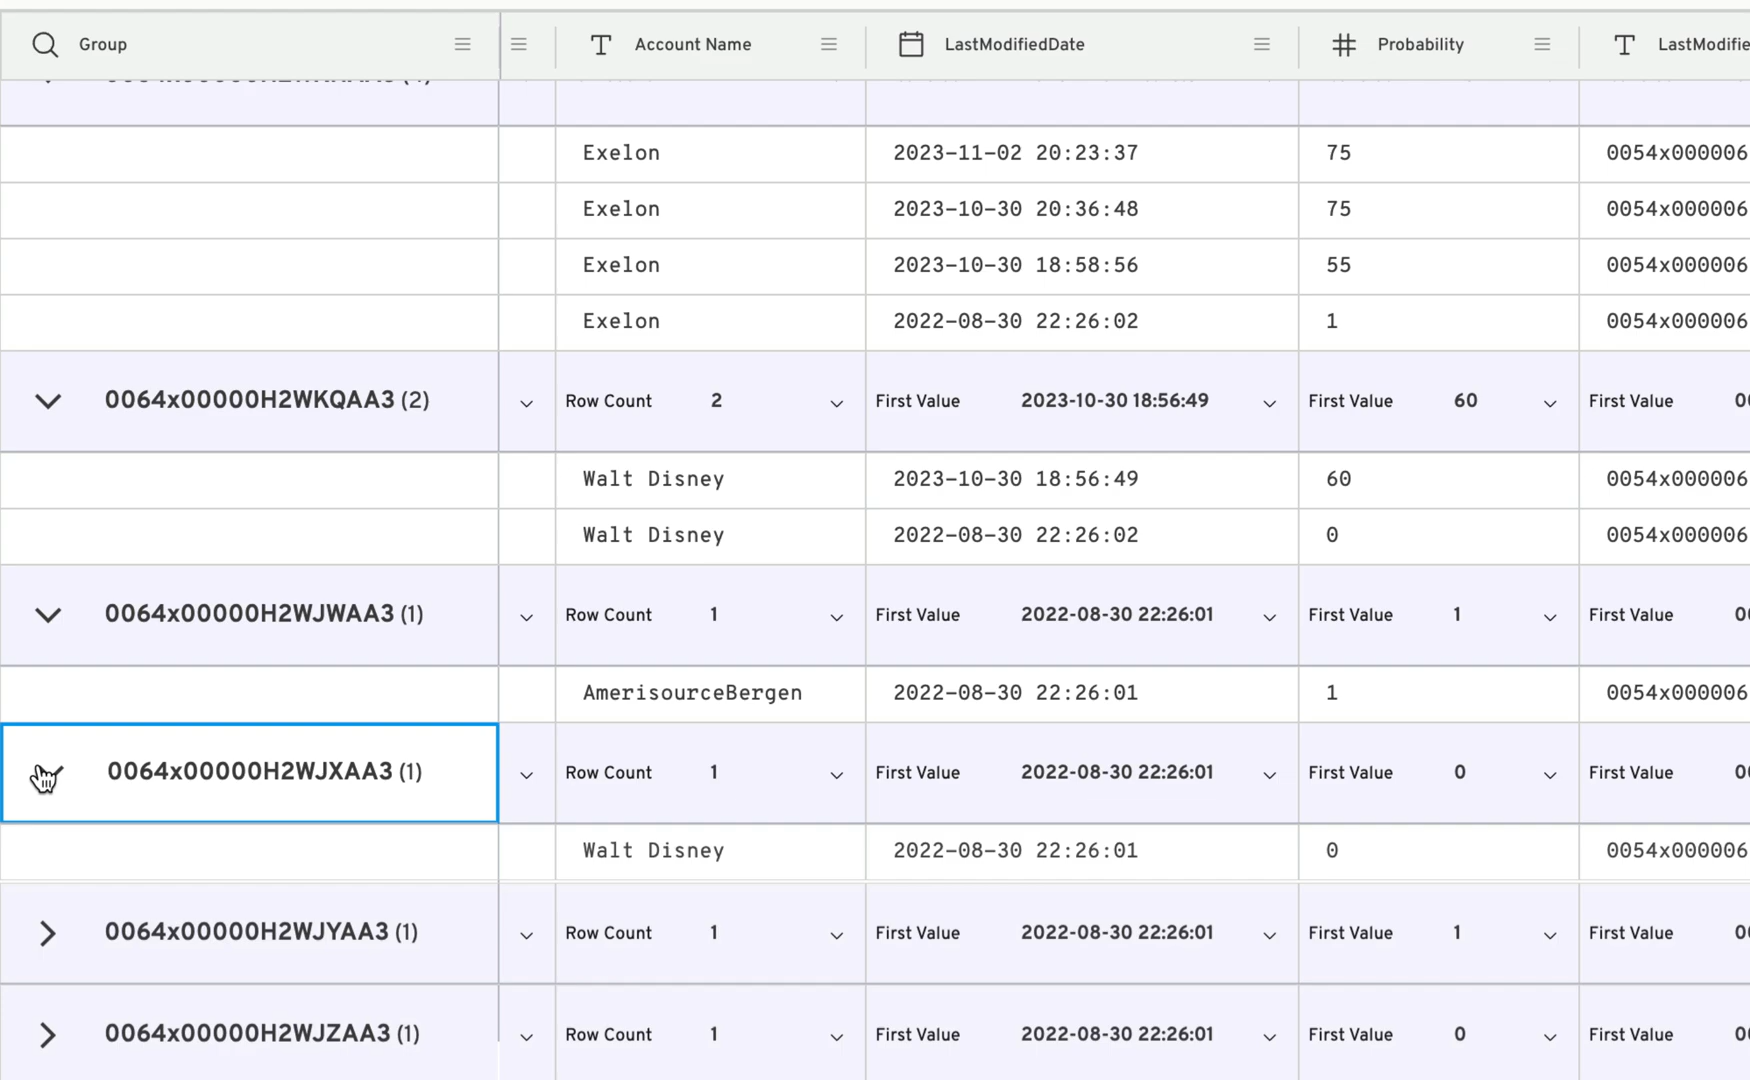 Group Account Name LastModifiedDate Probability LastModifie
Exelon 2023-11-02 20:23:37 75 0054x000006
Exelon 2023-10-30 20:36:48 75 0054x000006
Exelon 2023-10-30 18:58:56 55 0054x000006
Exelon 2022-08-30 22:26:02 1 0054x000006
0064x00000H2WKQAA3 (2) Row Count 2 First Value 2023-10-30 18:56:49 First Value 60 First Value 00
Walt Disney 2023-10-30 18:56:49 60 0054x000006
Walt Disney 2022-08-30 22:26:02 0 0054x000006
0064x00000H2WJWAA3 (1) Row Count 1 First Value 2022-08-30 22:26:01 First Value 1 First Value 00
AmerisourceBergen 2022-08-30 22:26:01 1 0054x000006
0064x00000H2WJXAA3 (1) Row Count 1 First Value 2022-08-30 22:26:01 First Value 0 First Value 00
Walt Disney 2022-08-30 22:26:01 0 0054x000006
0064x00000H2WJYAA3 (1) Row Count 1 First Value 2022-08-30 22:26:01 First Value 1 First Value 00
0064x00000H2WJZAA3 (1) Row Count 1 First Value 2022-08-30 22:26:01 First Value 0 First Value 00